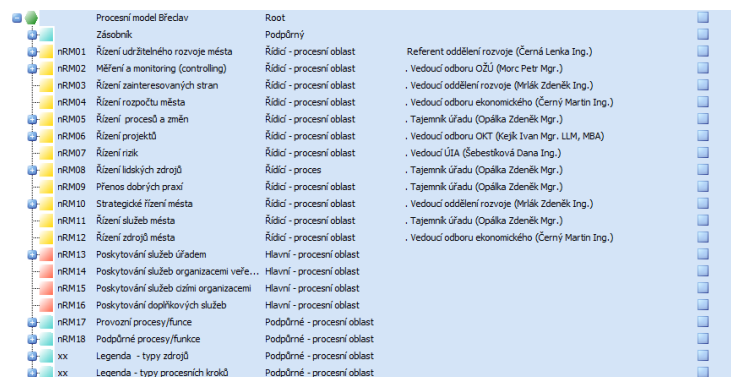 Procesní model Břeclav Root
Zásobník Podpůrný
nRM01 Řízení udržitelného rozvoje města Řídicí - procesní oblast Referent oddělení rozvoje (Černá Lenka Ing.)
nRM02 Měření a monitoring (controlling) Řídicí - procesní oblast . Vedoucí odboru OŽÚ (Morc Petr Mgr.)
nRM03 Řízení zainteresovaných stran Řídicí - procesní oblast . Vedoucí oddělení rozvoje (Mrlák Zdeněk Ing.)
nRM04 Řízení rozpočtu města Řídicí - procesní oblast . Vedoucí odboru ekonomického (Černý Martin Ing.)
nRM05 Řízení procesů a změn Řídicí - procesní oblast . Tajemník úřadu (Opálka Zdeněk Mgr.)
nRM06 Řízení projektů Řídicí - procesní oblast . Vedoucí odboru OKT (Kejík Ivan Mgr. LLM, MBA)
nRM07 Řízení rizik Řídicí - procesní oblast . Vedoucí ÚIA (Šebestíková Dana Ing.)
nRM08 Řízení lidských zdrojů Řídicí - proces . Tajemník úřadu (Opálka Zdeněk Mgr.)
nRM09 Přenos dobrých praxí Řídicí - procesní oblast . Tajemník úřadu (Opálka Zdeněk Mgr.)
nRM10 Strategické řízení města Řídicí - procesní oblast . Vedoucí oddělení rozvoje (Mrlák Zdeněk Ing.)
nRM11 Řízení služeb města Řídicí - procesní oblast . Tajemník úřadu (Opálka Zdeněk Mgr.)
nRM12 Řízení zdrojů města Řídicí - procesní oblast . Vedoucí odboru ekonomického (Černý Martin Ing.)
nRM13 Poskytování služeb úřadem Hlavní - procesní oblast
nRM14 Poskytování služeb organizacemi veře... Hlavní - procesní oblast
nRM15 Poskytování služeb cizími organizacemi Hlavní - procesní oblast
nRM16 Poskytování doplňkových služeb Hlavní - procesní oblast
nRM17 Provozní procesy/funce Podpůrné - procesní oblast
nRM18 Podpůrné procesy/funkce Podpůrné - procesní oblast
xx Legenda - typy zdrojů Podpůrné - procesní oblast
xx Legenda - typy procesních kroků Podpůrné - procesní oblast